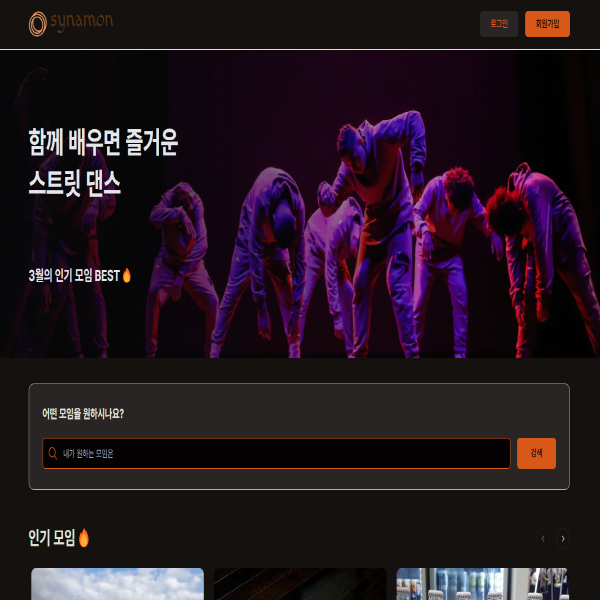 synamon
로그인
회원가입
함께 배우면 즐거운
스트릿 댄스
3월의 인기 모임 BEST🔥
어떤 모임을 원하시나요?
내가 원하는 모임은
검색
인기 모임🔥